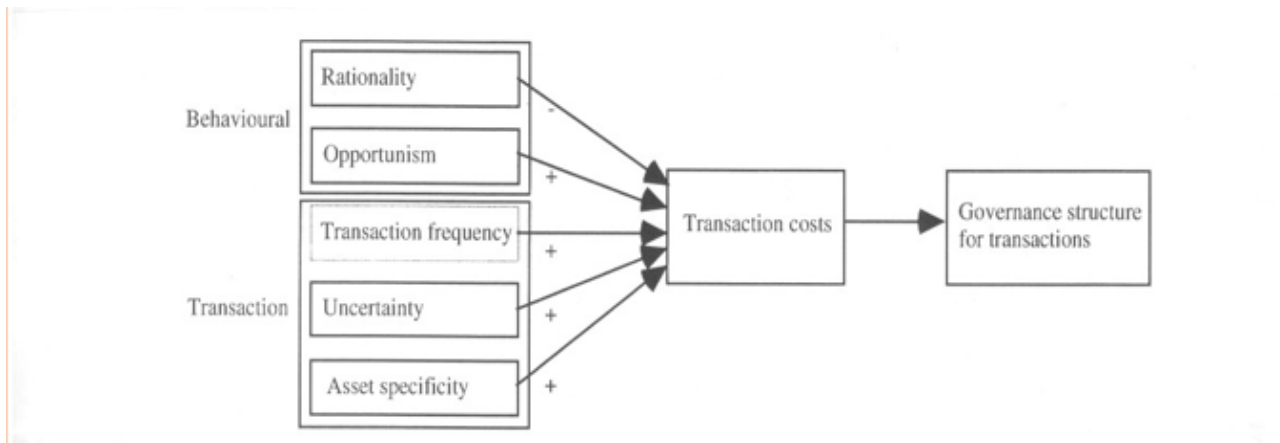 Rationality
-
Behavioural
Opportunism
+
Transaction frequency
+
Transaction
Uncertainty
+
Asset specificity
+
Transaction costs
Governance structure
for transactions